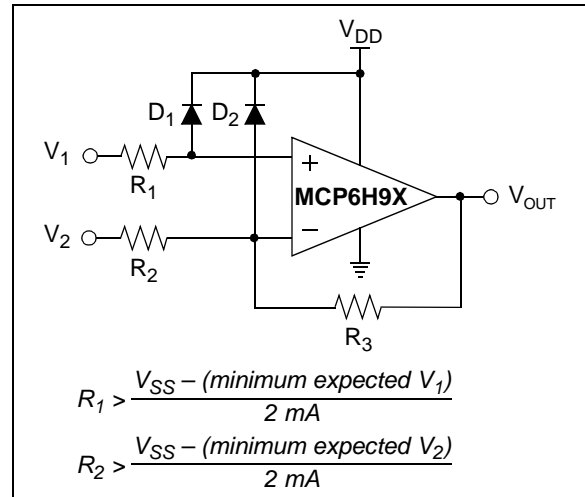 V_DD
D_1 D_2
V_1
R_1
+
MCP6H9X
V_OUT
V_2
−
R_2
R_3
R_1 > V_SS – (minimum expected V_1) / 2 mA
R_2 > V_SS – (minimum expected V_2) / 2 mA